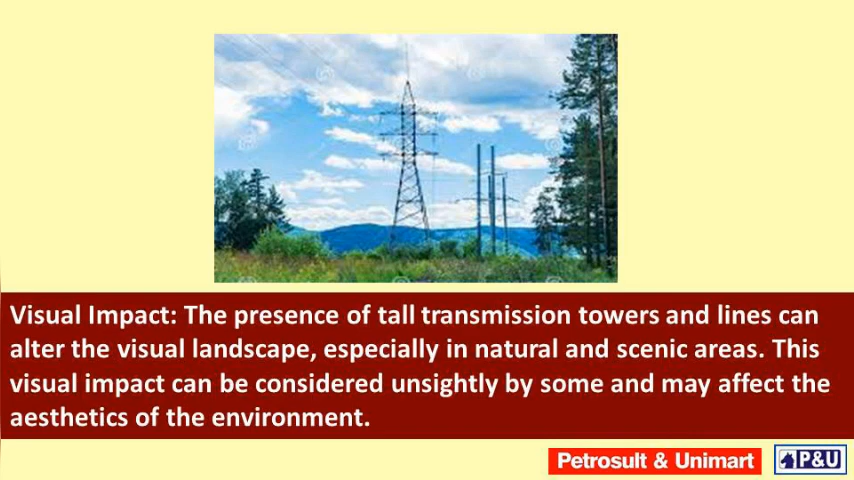 Visual Impact: The presence of tall transmission towers and lines can
alter the visual landscape, especially in natural and scenic areas. This
visual impact can be considered unsightly by some and may affect the
aesthetics of the environment.
Petrosult & Unimart
P&U